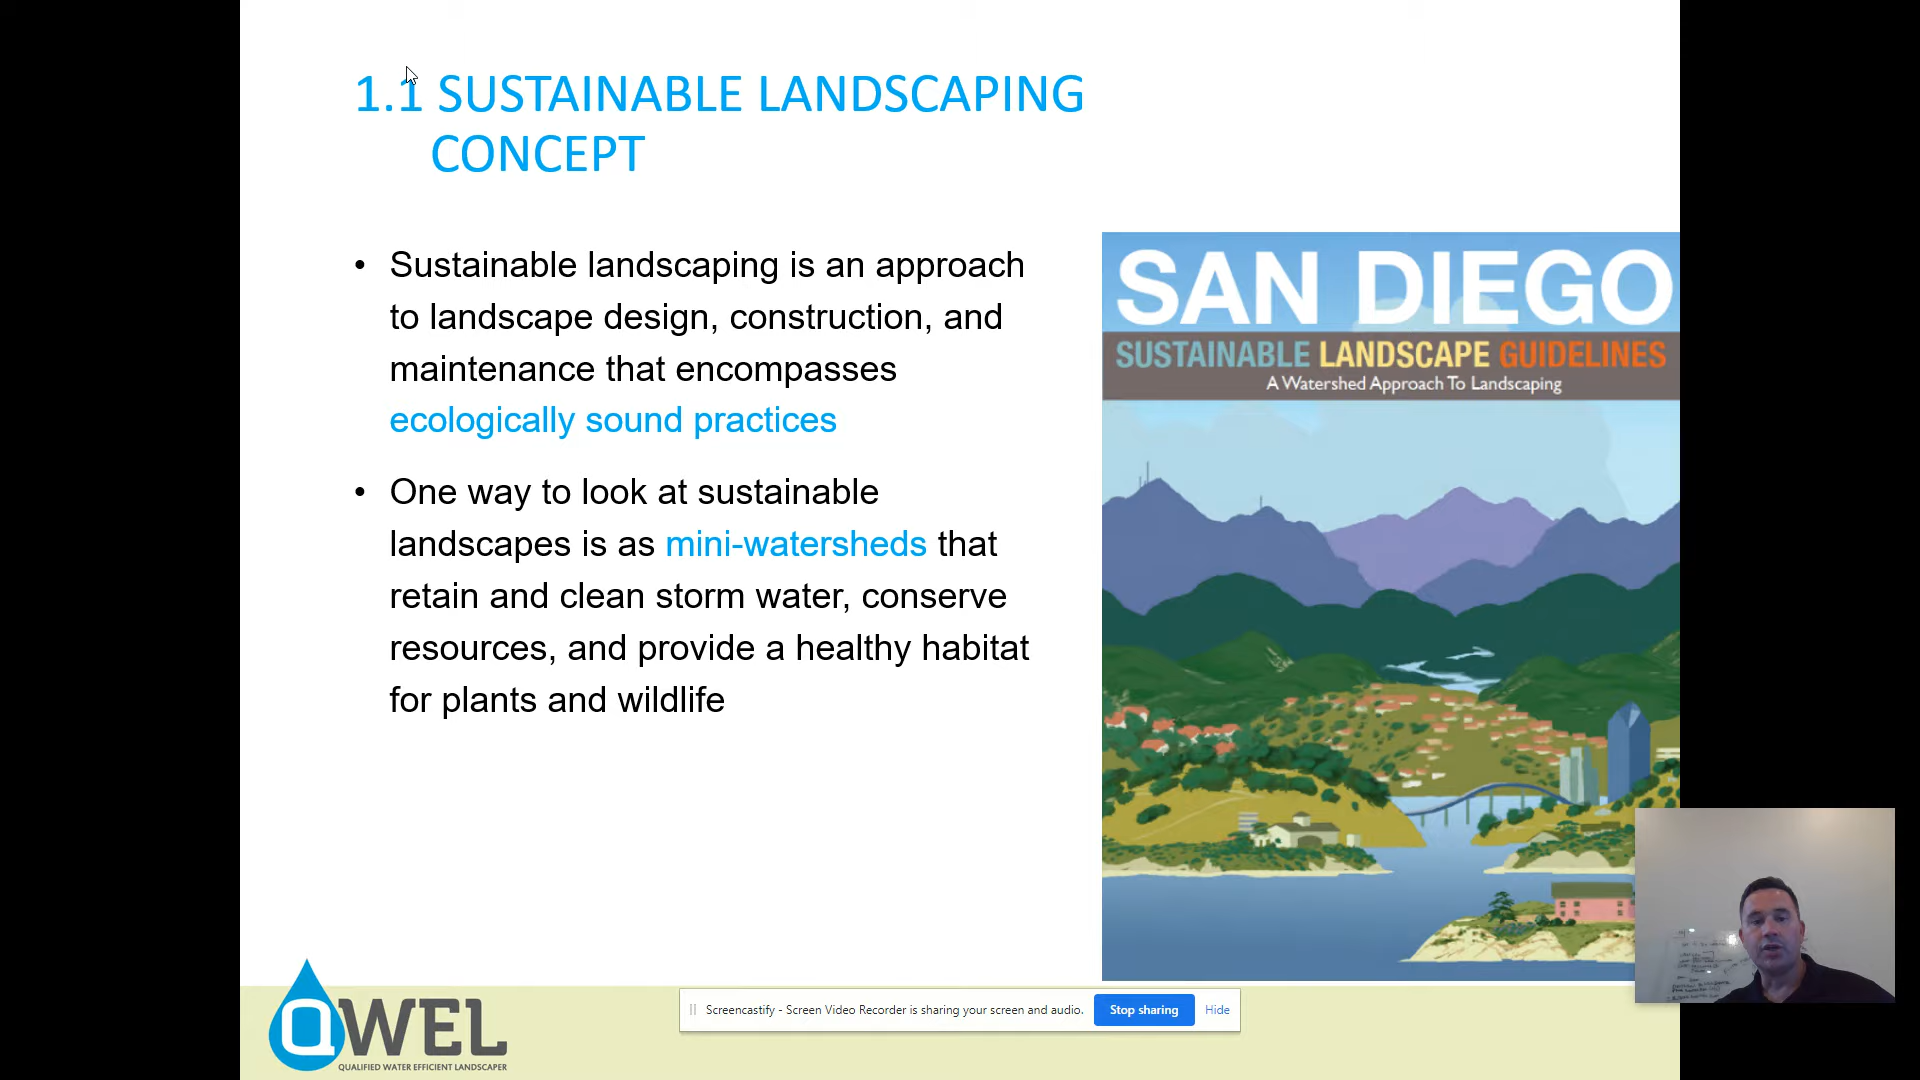 1.1 SUSTAINABLE LANDSCAPING
CONCEPT
• Sustainable landscaping is an approach
to landscape design, construction, and
maintenance that encompasses
ecologically sound practices
• One way to look at sustainable
landscapes is as mini-watersheds that
retain and clean storm water, conserve
resources, and provide a healthy habitat
for plants and wildlife
SAN DIEGO
SUSTAINABLE LANDSCAPE GUIDELINES
A Watershed Approach To Landscaping
QWEL
QUALIFIED WATER EFFICIENT LANDSCAPER
Screencastify - Screen Video Recorder is sharing your screen and audio.
Stop sharing
Hide